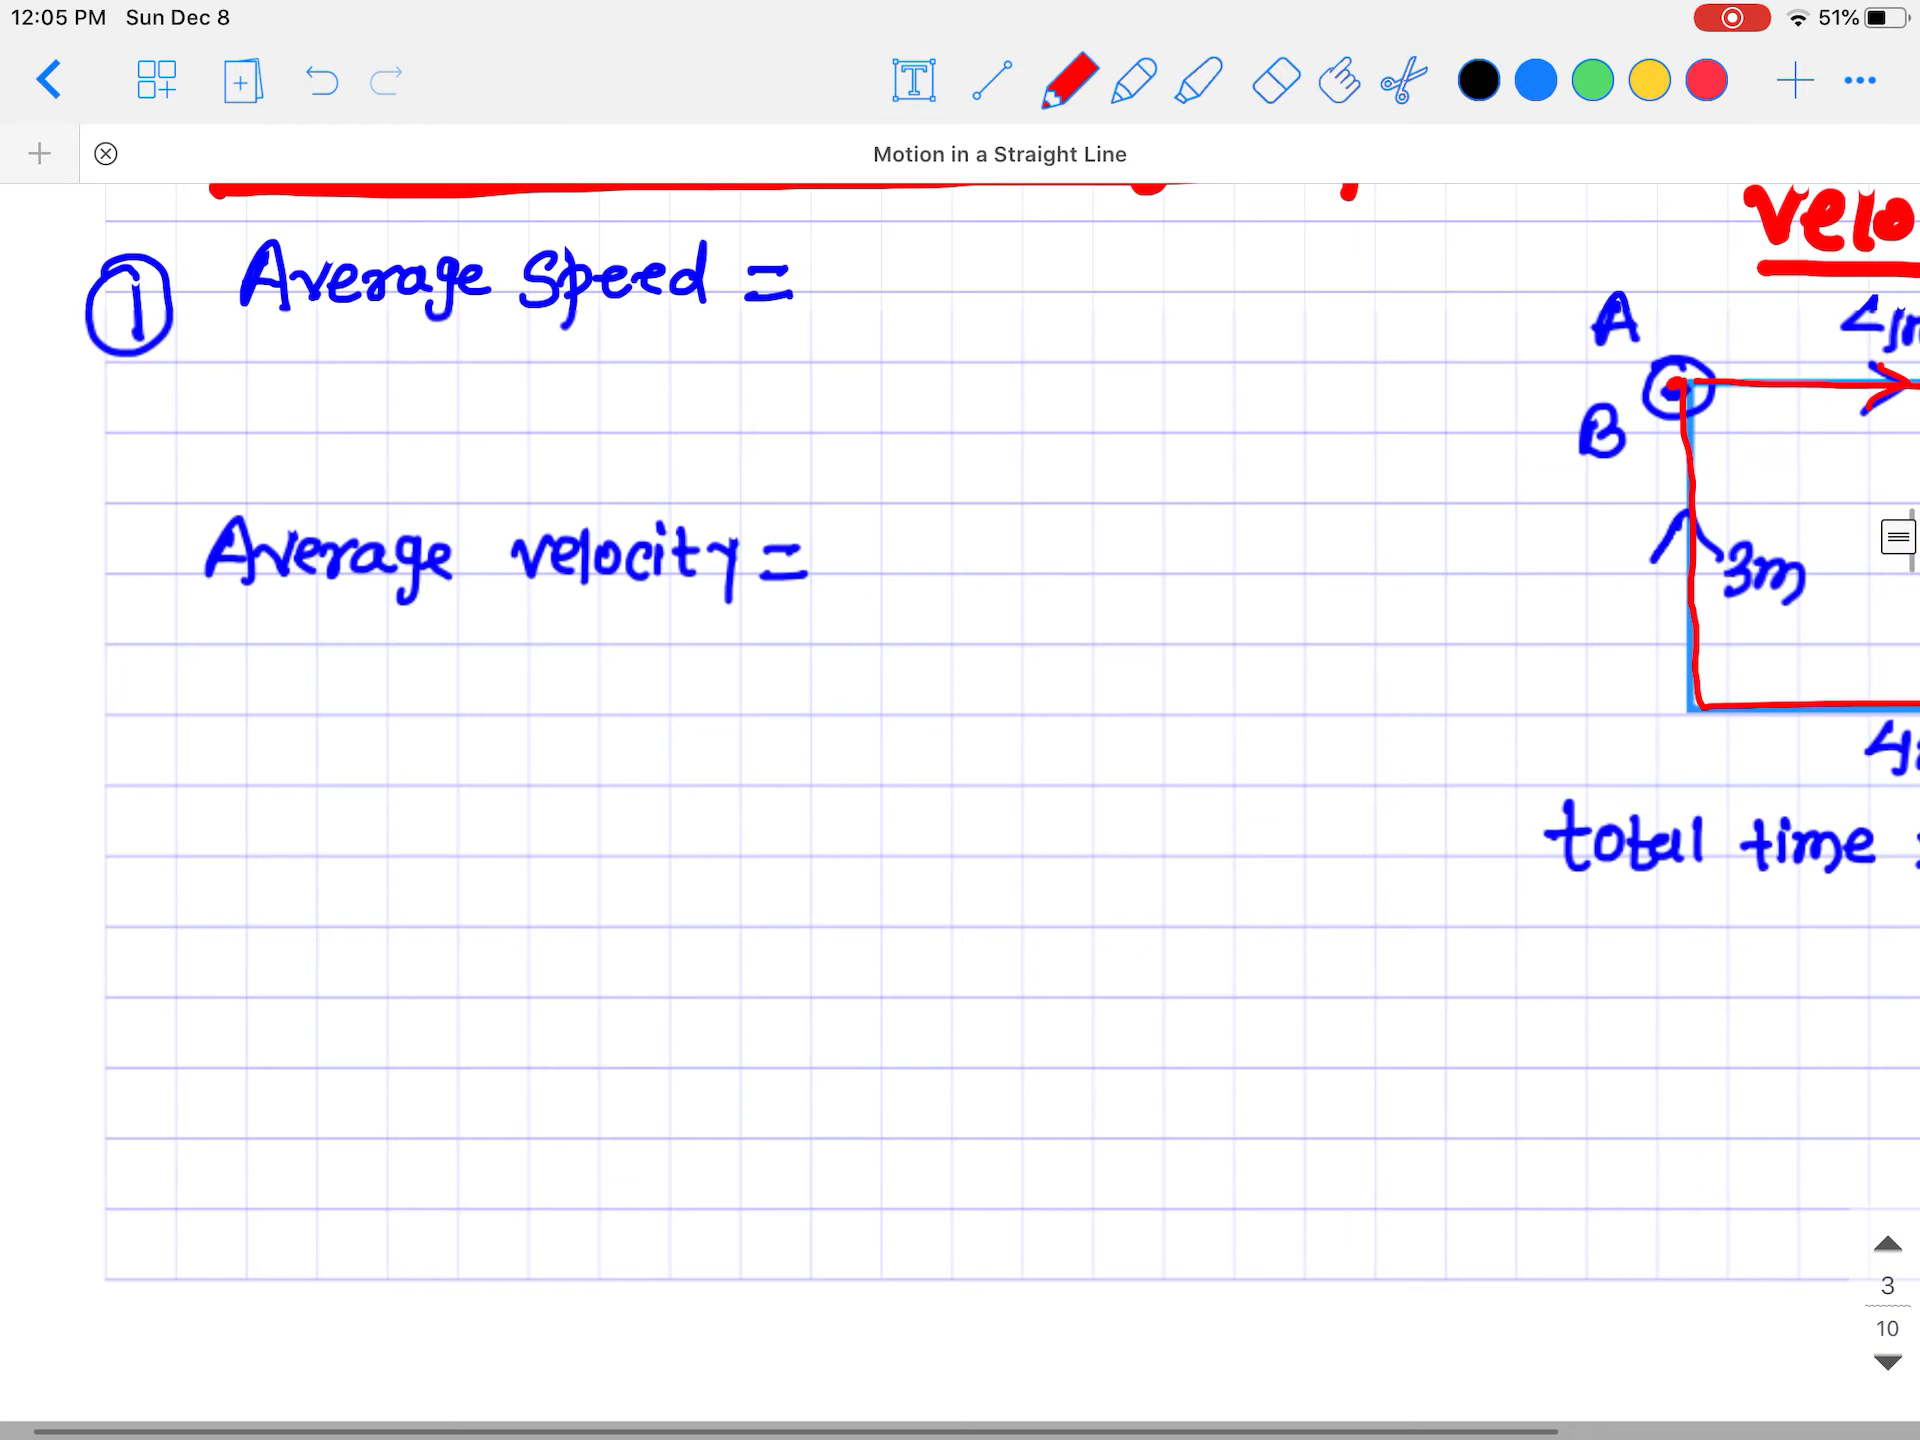 12:05 PM Sun Dec 8
51%
T
Motion in a Straight Line
① Average Speed =
Average velocity =
A
B
3m
total time
3
10